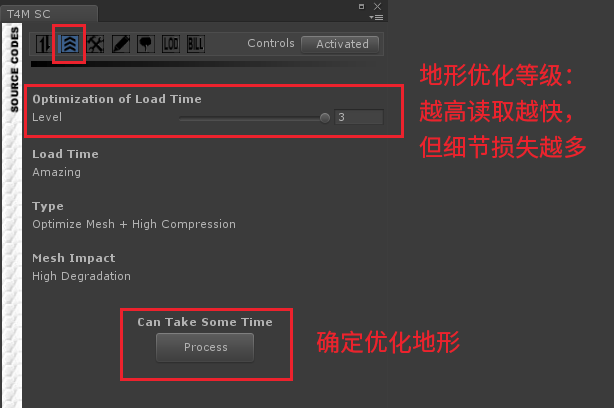 T4M SC
SOURCE CODES
LOD
BILL
Controls
Activated
Optimization of Load Time
Level
3
地形优化等级：
越高读取越快，
但细节损失越多
Load Time
Amazing
Type
Optimize Mesh + High Compression
Mesh Impact
High Degradation
Can Take Some Time
Process
确定优化地形